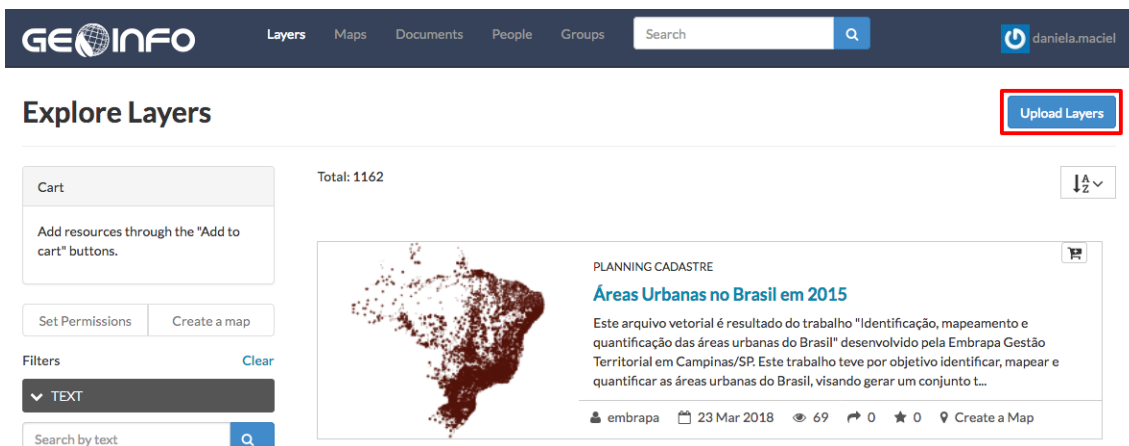 GEOINFO
Layers Maps Documents People Groups Search daniela.maciel
Explore Layers
Upload Layers
Cart
Add resources through the "Add to
cart" buttons.
Set Permissions Create a map
Filters Clear
TEXT
Search by text
Total: 1162
A
Z
PLANNING CADASTRE
Áreas Urbanas no Brasil em 2015
Este arquivo vetorial é resultado do trabalho "Identificação, mapeamento e
quantificação das áreas urbanas do Brasil" desenvolvido pela Embrapa Gestão
Territorial em Campinas/SP. Este trabalho teve por objetivo identificar, mapear e
quantificar as áreas urbanas do Brasil, visando gerar um conjunto t...
embrapa 23 Mar 2018 69 0 0 Create a Map